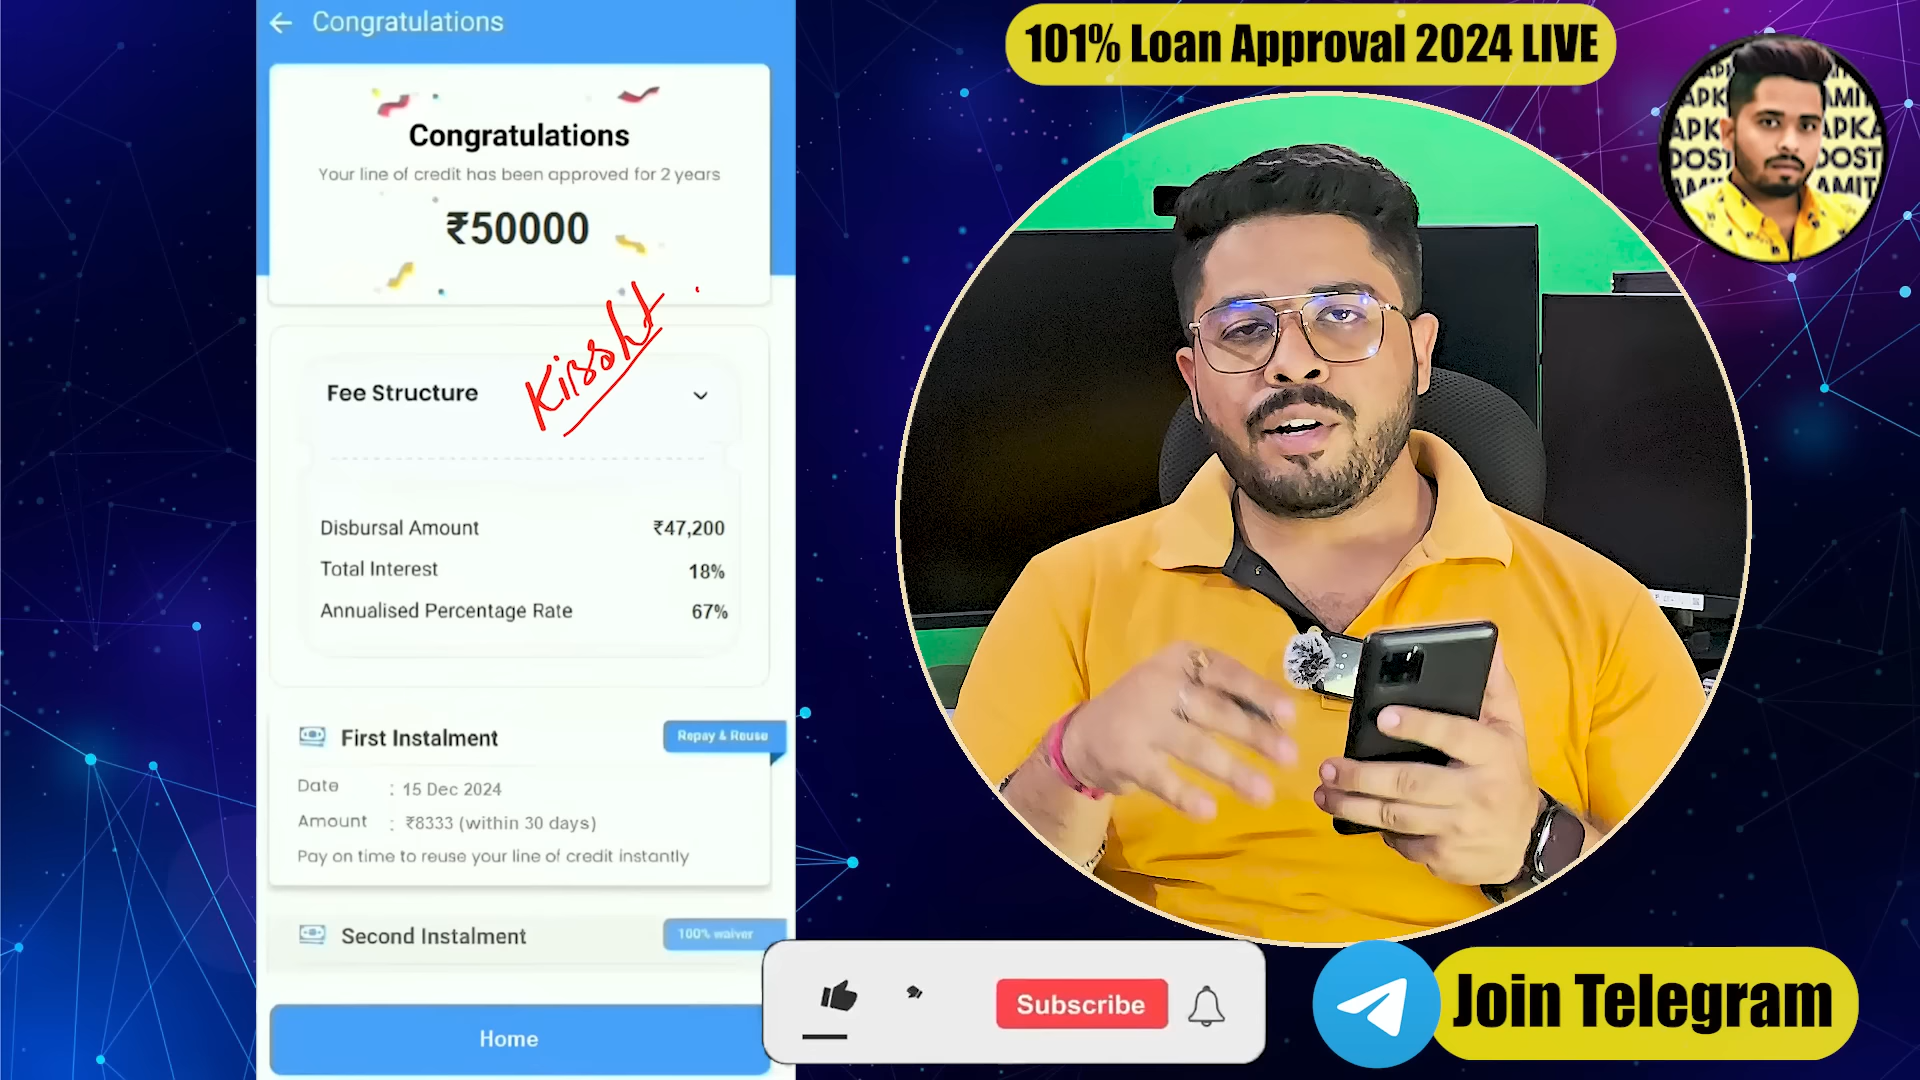 Congratulations
Congratulations
Your line of credit has been approved for 2 years
₹50000
Kissht
Fee Structure
Disbursal Amount ₹47,200
Total Interest 18%
Annualised Percentage Rate 67%
First Instalment Repay & Reuse
Date : 15 Dec 2024
Amount : ₹8333 (within 30 days)
Pay on time to reuse your line of credit instantly
Second Instalment 100% waiver
Home
101% Loan Approval 2024 LIVE
APKA
DOST
AMIT
Subscribe
Join Telegram